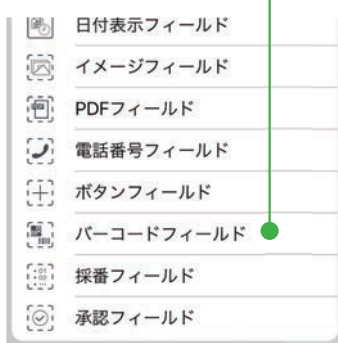 日付表示フィールド
イメージフィールド
PDFフィールド
電話番号フィールド
ボタンフィールド
バーコードフィールド
採番フィールド
承認フィールド